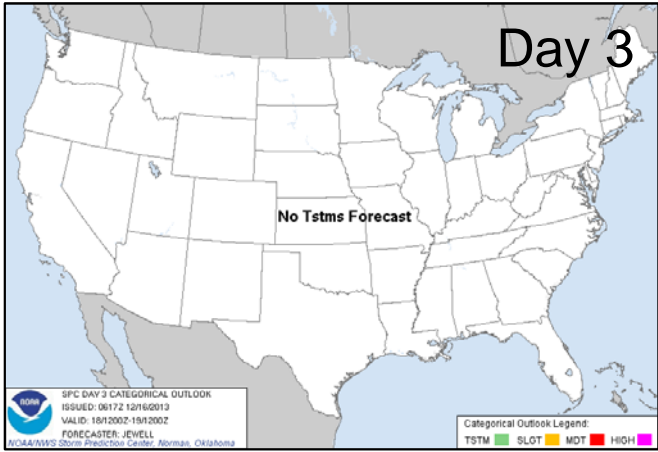 Day 3
No Tstms Forecast
NOAA
SPC DAY 3 CATEGORICAL OUTLOOK
ISSUED: 0617Z 12/16/2013
VALID: 18/1200Z-19/1200Z
FORECASTER: JEWELL
NOAA/NWS Storm Prediction Center, Norman, Oklahoma
Categorical Outlook Legend:
TSTM SLGT MDT HIGH